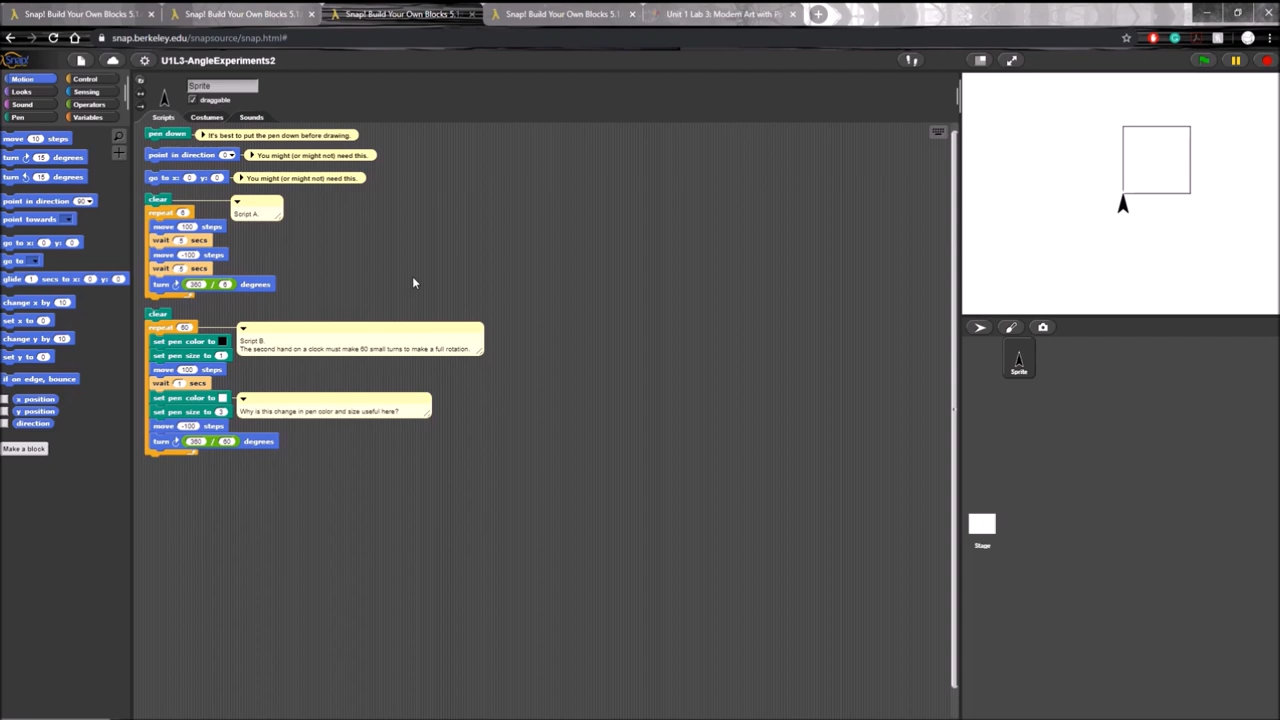 Snap! Build Your Own Blocks 5.1
Snap! Build Your Own Blocks 5.1
Snap! Build Your Own Blocks 5.1
Snap! Build Your Own Blocks 5.1
Unit 1 Lab 3: Modern Art with P
snap.berkeley.edu/snapsource/snap.html#
Snap!
U1L3-AngleExperiments2
Motion
Control
Looks
Sensing
Sound
Operators
Pen
Variables
Sprite
draggable
Scripts
Costumes
Sounds
move 10 steps
turn 15 degrees
turn 15 degrees
point in direction 90
point towards
go to x: 0 y: 0
go to
glide 1 secs to x: 0 y: 0
change x by 10
set x to 0
change y by 10
set y to 0
if on edge, bounce
x position
y position
direction
Make a block
pen down
It's best to put the pen down before drawing.
point in direction 0
You might (or might not) need this.
go to x: 0 y: 0
You might (or might not) need this.
clear
repeat 6
Script A
move 100 steps
wait .5 secs
move -100 steps
wait .5 secs
turn 360 / 6 degrees
clear
repeat 60
Script B.
The second hand on a clock must make 60 small turns to make a full rotation.
set pen color to
set pen size to 1
move 100 steps
wait 1 secs
set pen color to
set pen size to 3
Why is this change in pen color and size useful here?
move -100 steps
turn 360 / 60 degrees
Sprite
Stage